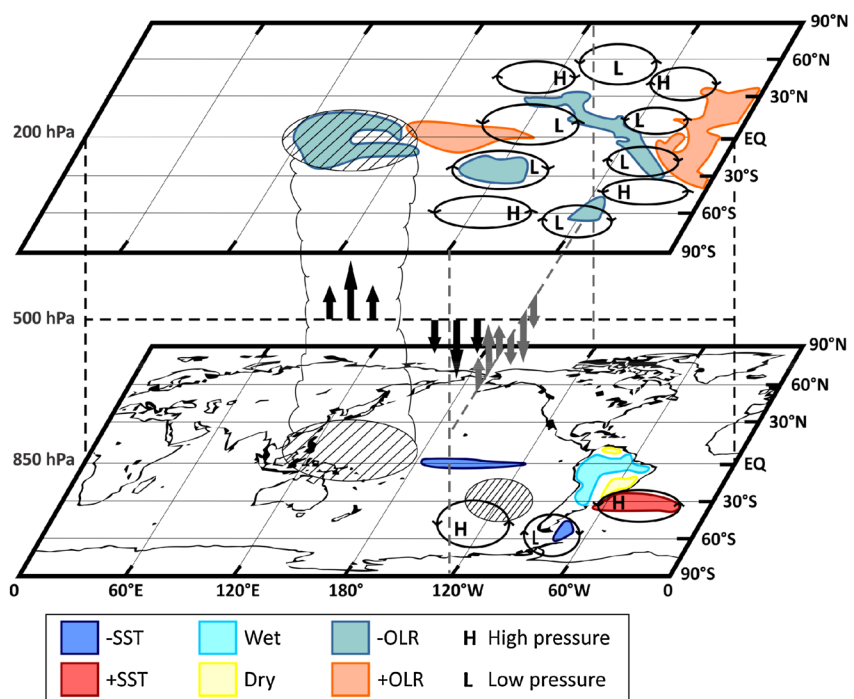 90°N
60°N
H
L
H
30°N
200 hPa
L
L
EQ
L
L
30°S
H
H
L
60°S
90°S
500 hPa
90°N
60°N
30°N
850 hPa
EQ
H
30°S
H
L
60°S
90°S
0 60°E 120°E 180° 120°W 60°W 0
-SST Wet -OLR H High pressure
+SST Dry +OLR L Low pressure